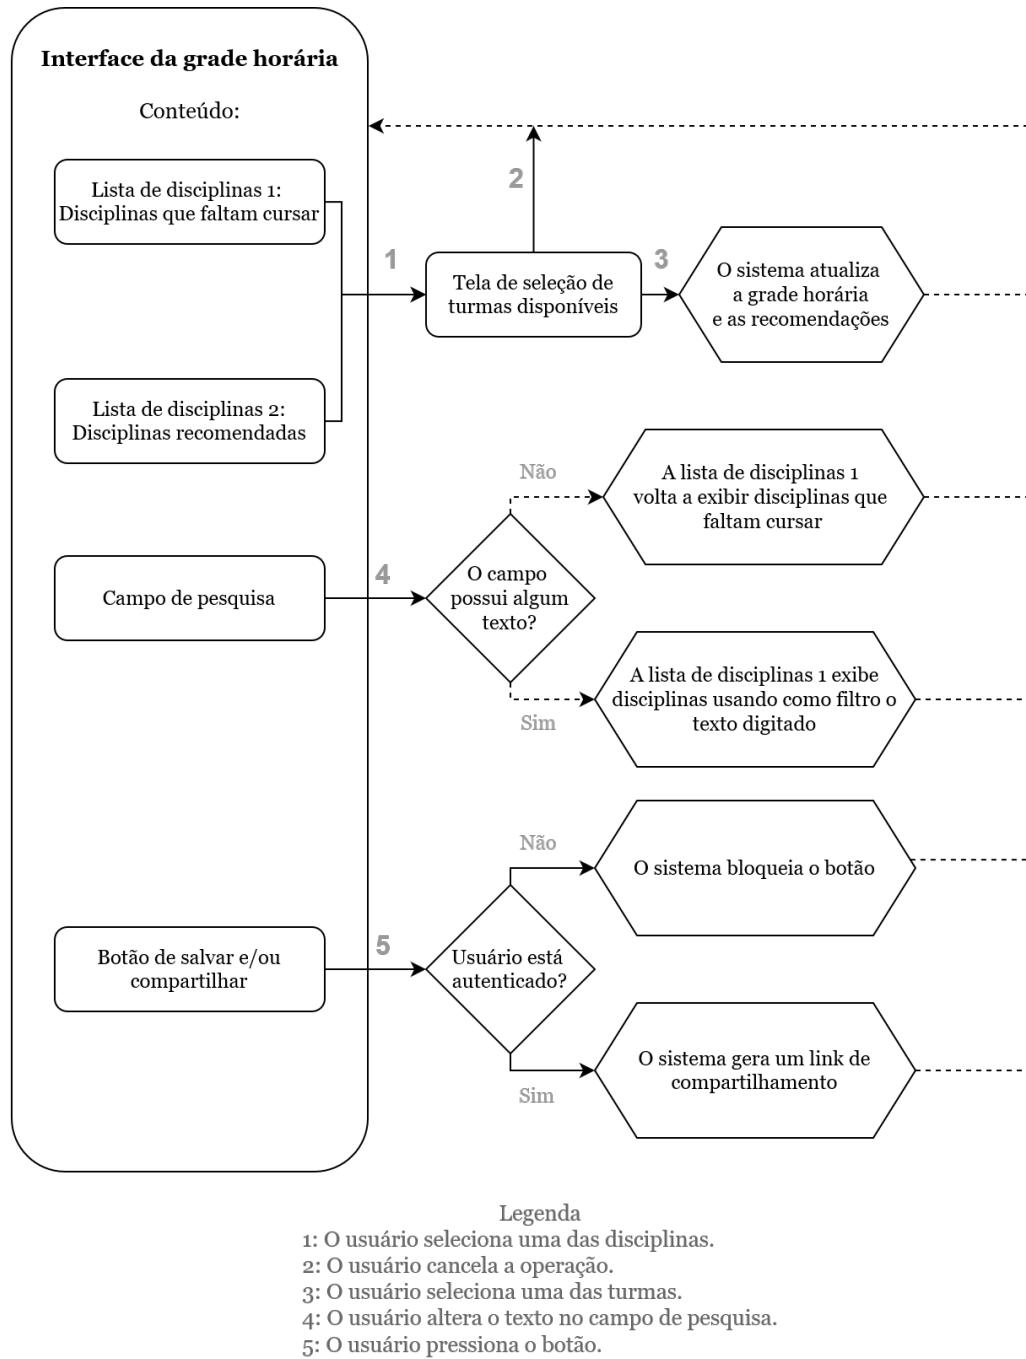 Interface da grade horária
Conteúdo:
Lista de disciplinas 1:
Disciplinas que faltam cursar
1
2
Tela de seleção de
turmas disponíveis
3
O sistema atualiza
a grade horária
e as recomendações
Lista de disciplinas 2:
Disciplinas recomendadas
Campo de pesquisa
4
O campo
possui algum
texto?
Não
A lista de disciplinas 1
volta a exibir disciplinas que
faltam cursar
Sim
A lista de disciplinas 1 exibe
disciplinas usando como filtro o
texto digitado
Botão de salvar e/ou
compartilhar
5
Usuário está
autenticado?
Não
O sistema bloqueia o botão
Sim
O sistema gera um link de
compartilhamento
Legenda
1: O usuário seleciona uma das disciplinas.
2: O usuário cancela a operação.
3: O usuário seleciona uma das turmas.
4: O usuário altera o texto no campo de pesquisa.
5: O usuário pressiona o botão.